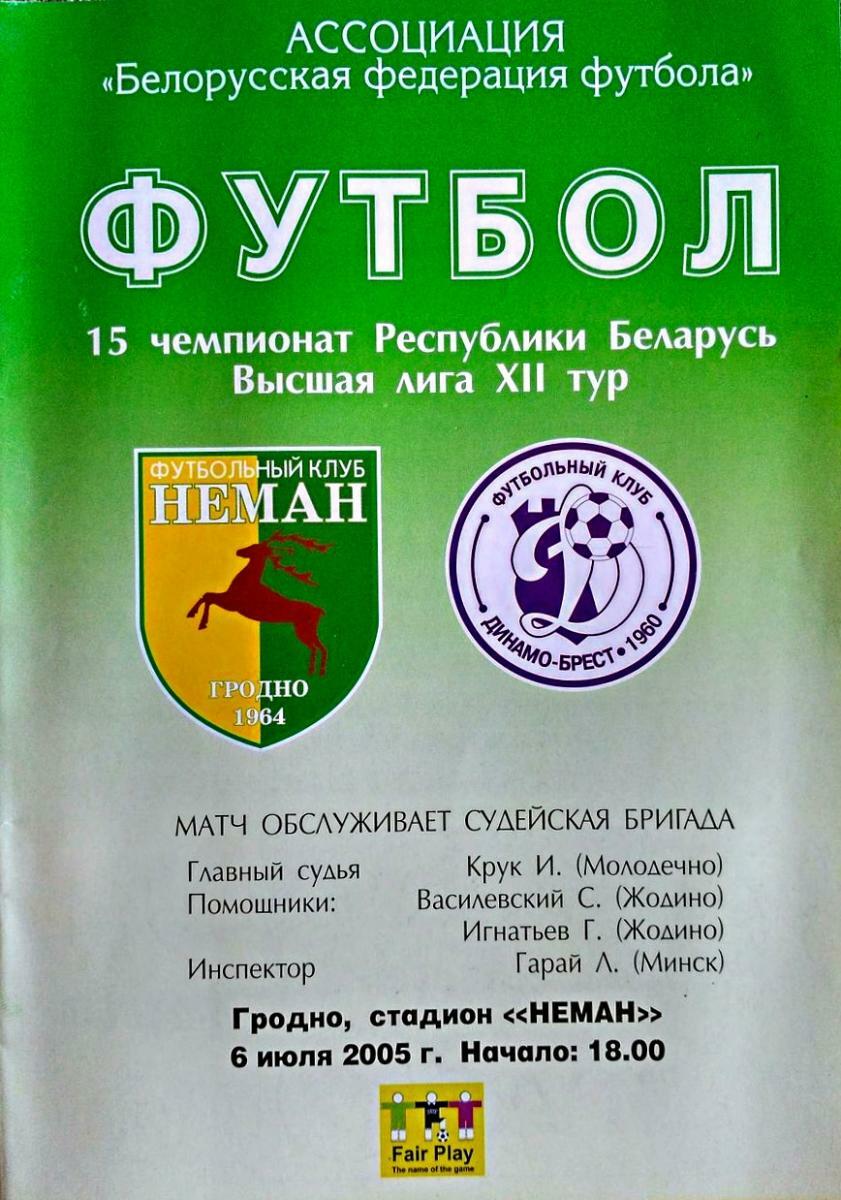 АССОЦИАЦИЯ
«Белорусская федерация футбола»
ФУТБОЛ
15 чемпионат Республики Беларусь
Высшая лига XII тур
ФУТБОЛЬНЫЙ КЛУБ
НЕМАН
ГРОДНО
1964
ФУТБОЛЬНЫЙ КЛУБ
ДИНАМО-БРЕСТ • 1960
МАТЧ ОБСЛУЖИВАЕТ СУДЕЙСКАЯ БРИГАДА
Главный судья Крук И. (Молодечно)
Помощники: Василевский С. (Жодино)
Игнатьев Г. (Жодино)
Инспектор Гарай Л. (Минск)
Гродно, стадион «НЕМАН»
6 июля 2005 г. Начало: 18.00
Fair Play
The name of the game